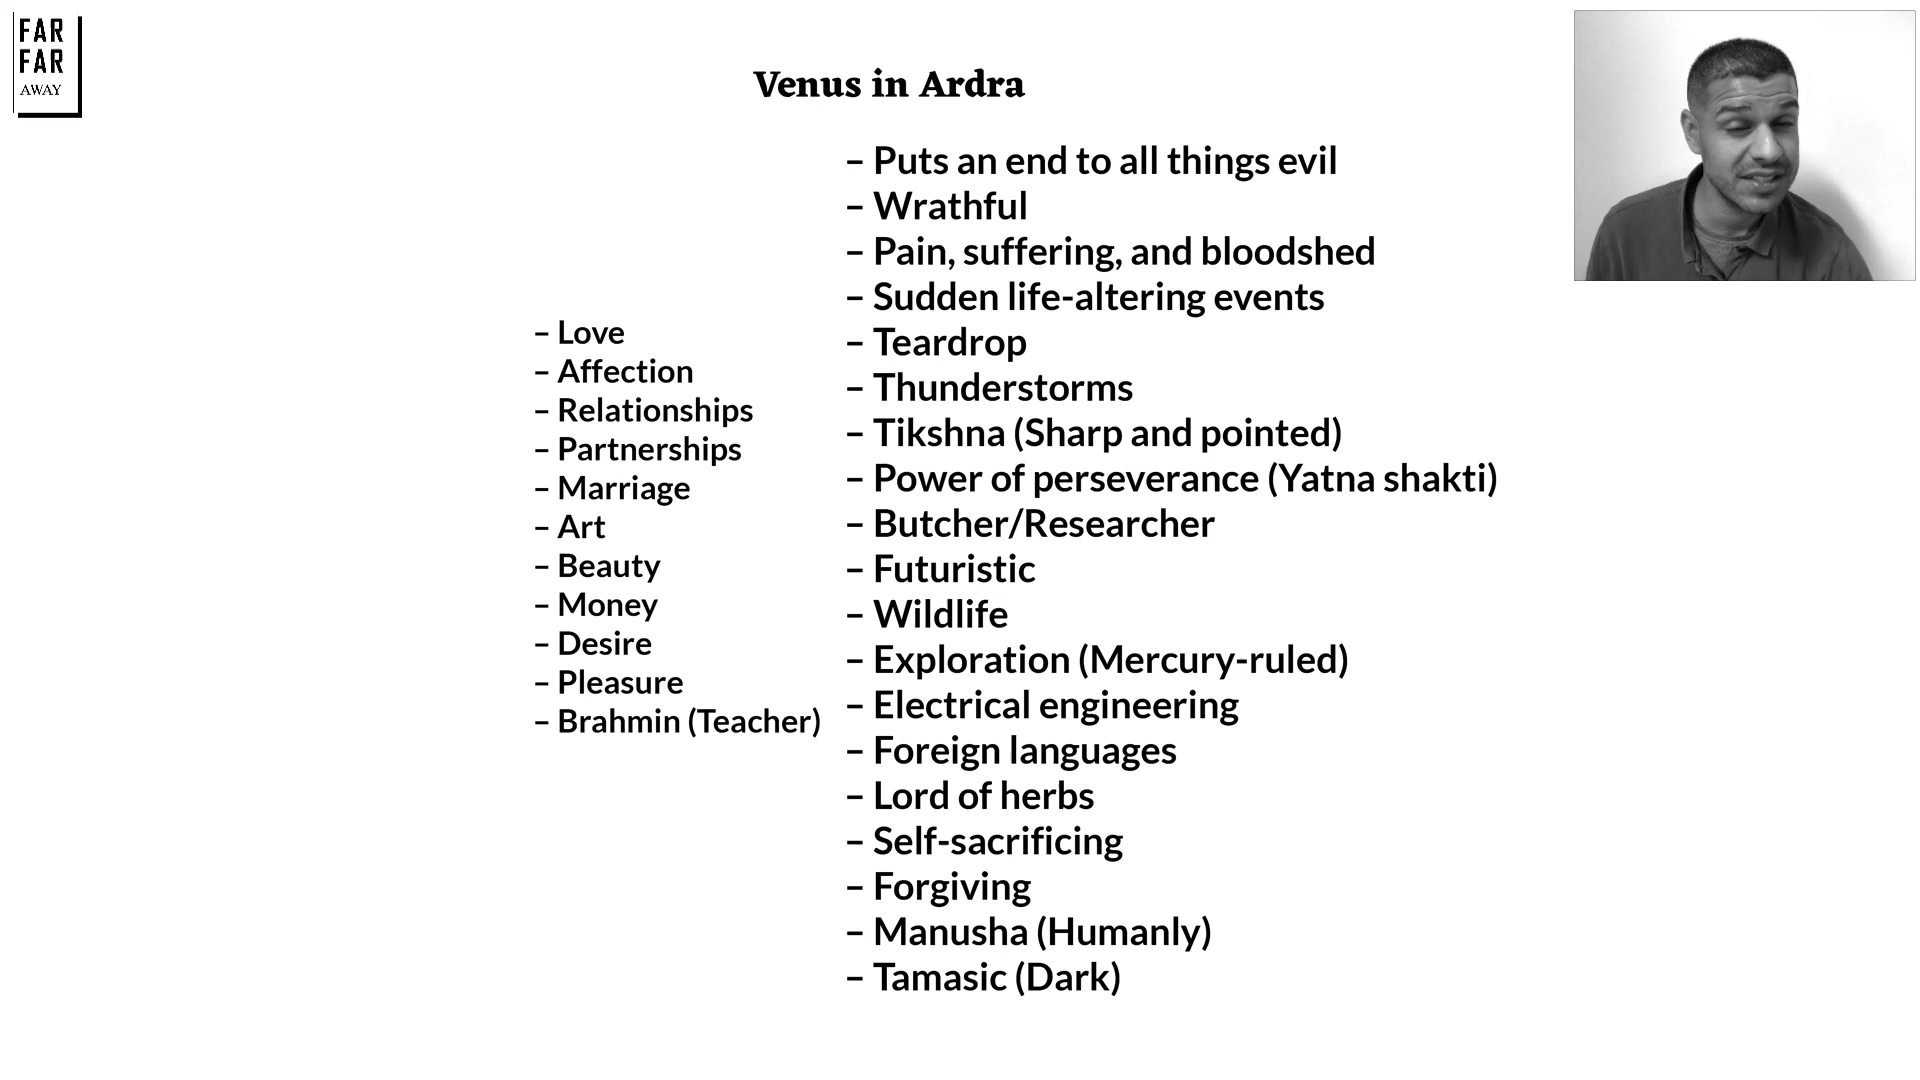 FAR
FAR
AWAY
Venus in Ardra
– Love
– Affection
– Relationships
– Partnerships
– Marriage
– Art
– Beauty
– Money
– Desire
– Pleasure
– Brahmin (Teacher)
– Puts an end to all things evil
– Wrathful
– Pain, suffering, and bloodshed
– Sudden life-altering events
– Teardrop
– Thunderstorms
– Tikshna (Sharp and pointed)
– Power of perseverance (Yatna shakti)
– Butcher/Researcher
– Futuristic
– Wildlife
– Exploration (Mercury-ruled)
– Electrical engineering
– Foreign languages
– Lord of herbs
– Self-sacrificing
– Forgiving
– Manusha (Humanly)
– Tamasic (Dark)